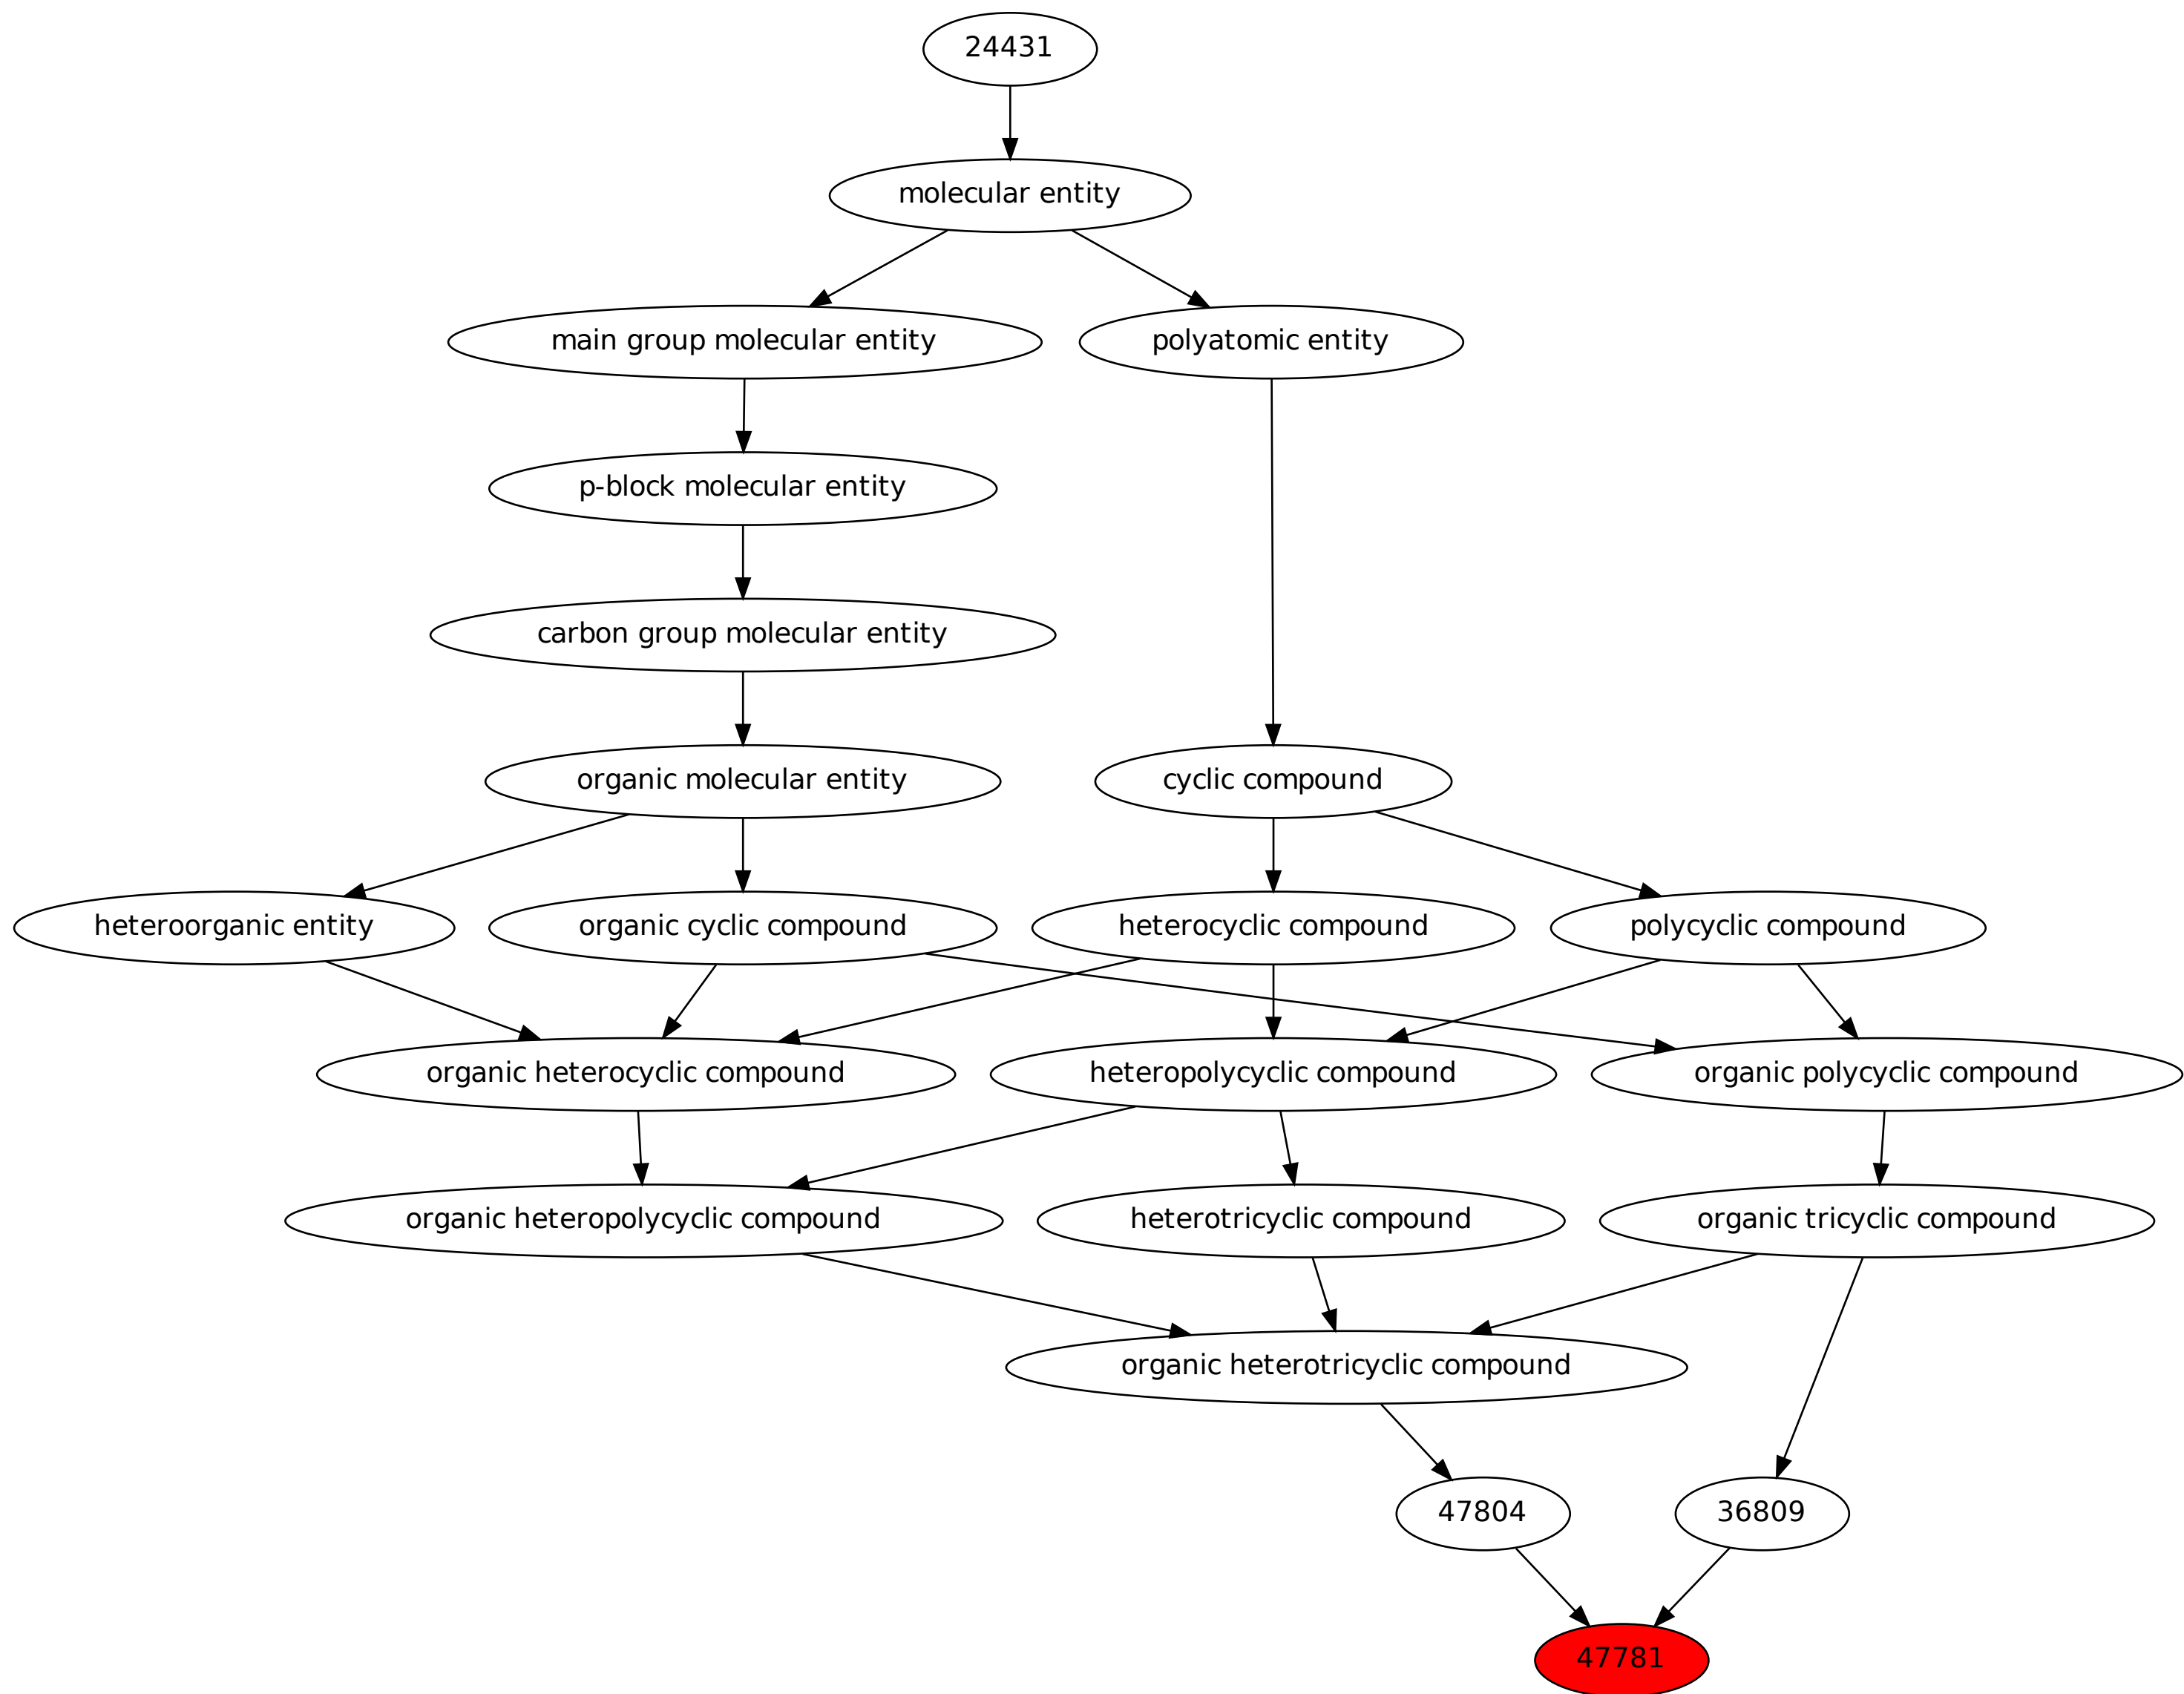 24431
molecular entity
main group molecular entity
polyatomic entity
p-block molecular entity
carbon group molecular entity
organic molecular entity
cyclic compound
heteroorganic entity
organic cyclic compound
heterocyclic compound
polycyclic compound
organic heterocyclic compound
heteropolycyclic compound
organic polycyclic compound
organic heteropolycyclic compound
heterotricyclic compound
organic tricyclic compound
organic heterotricyclic compound
47804
36809
47781